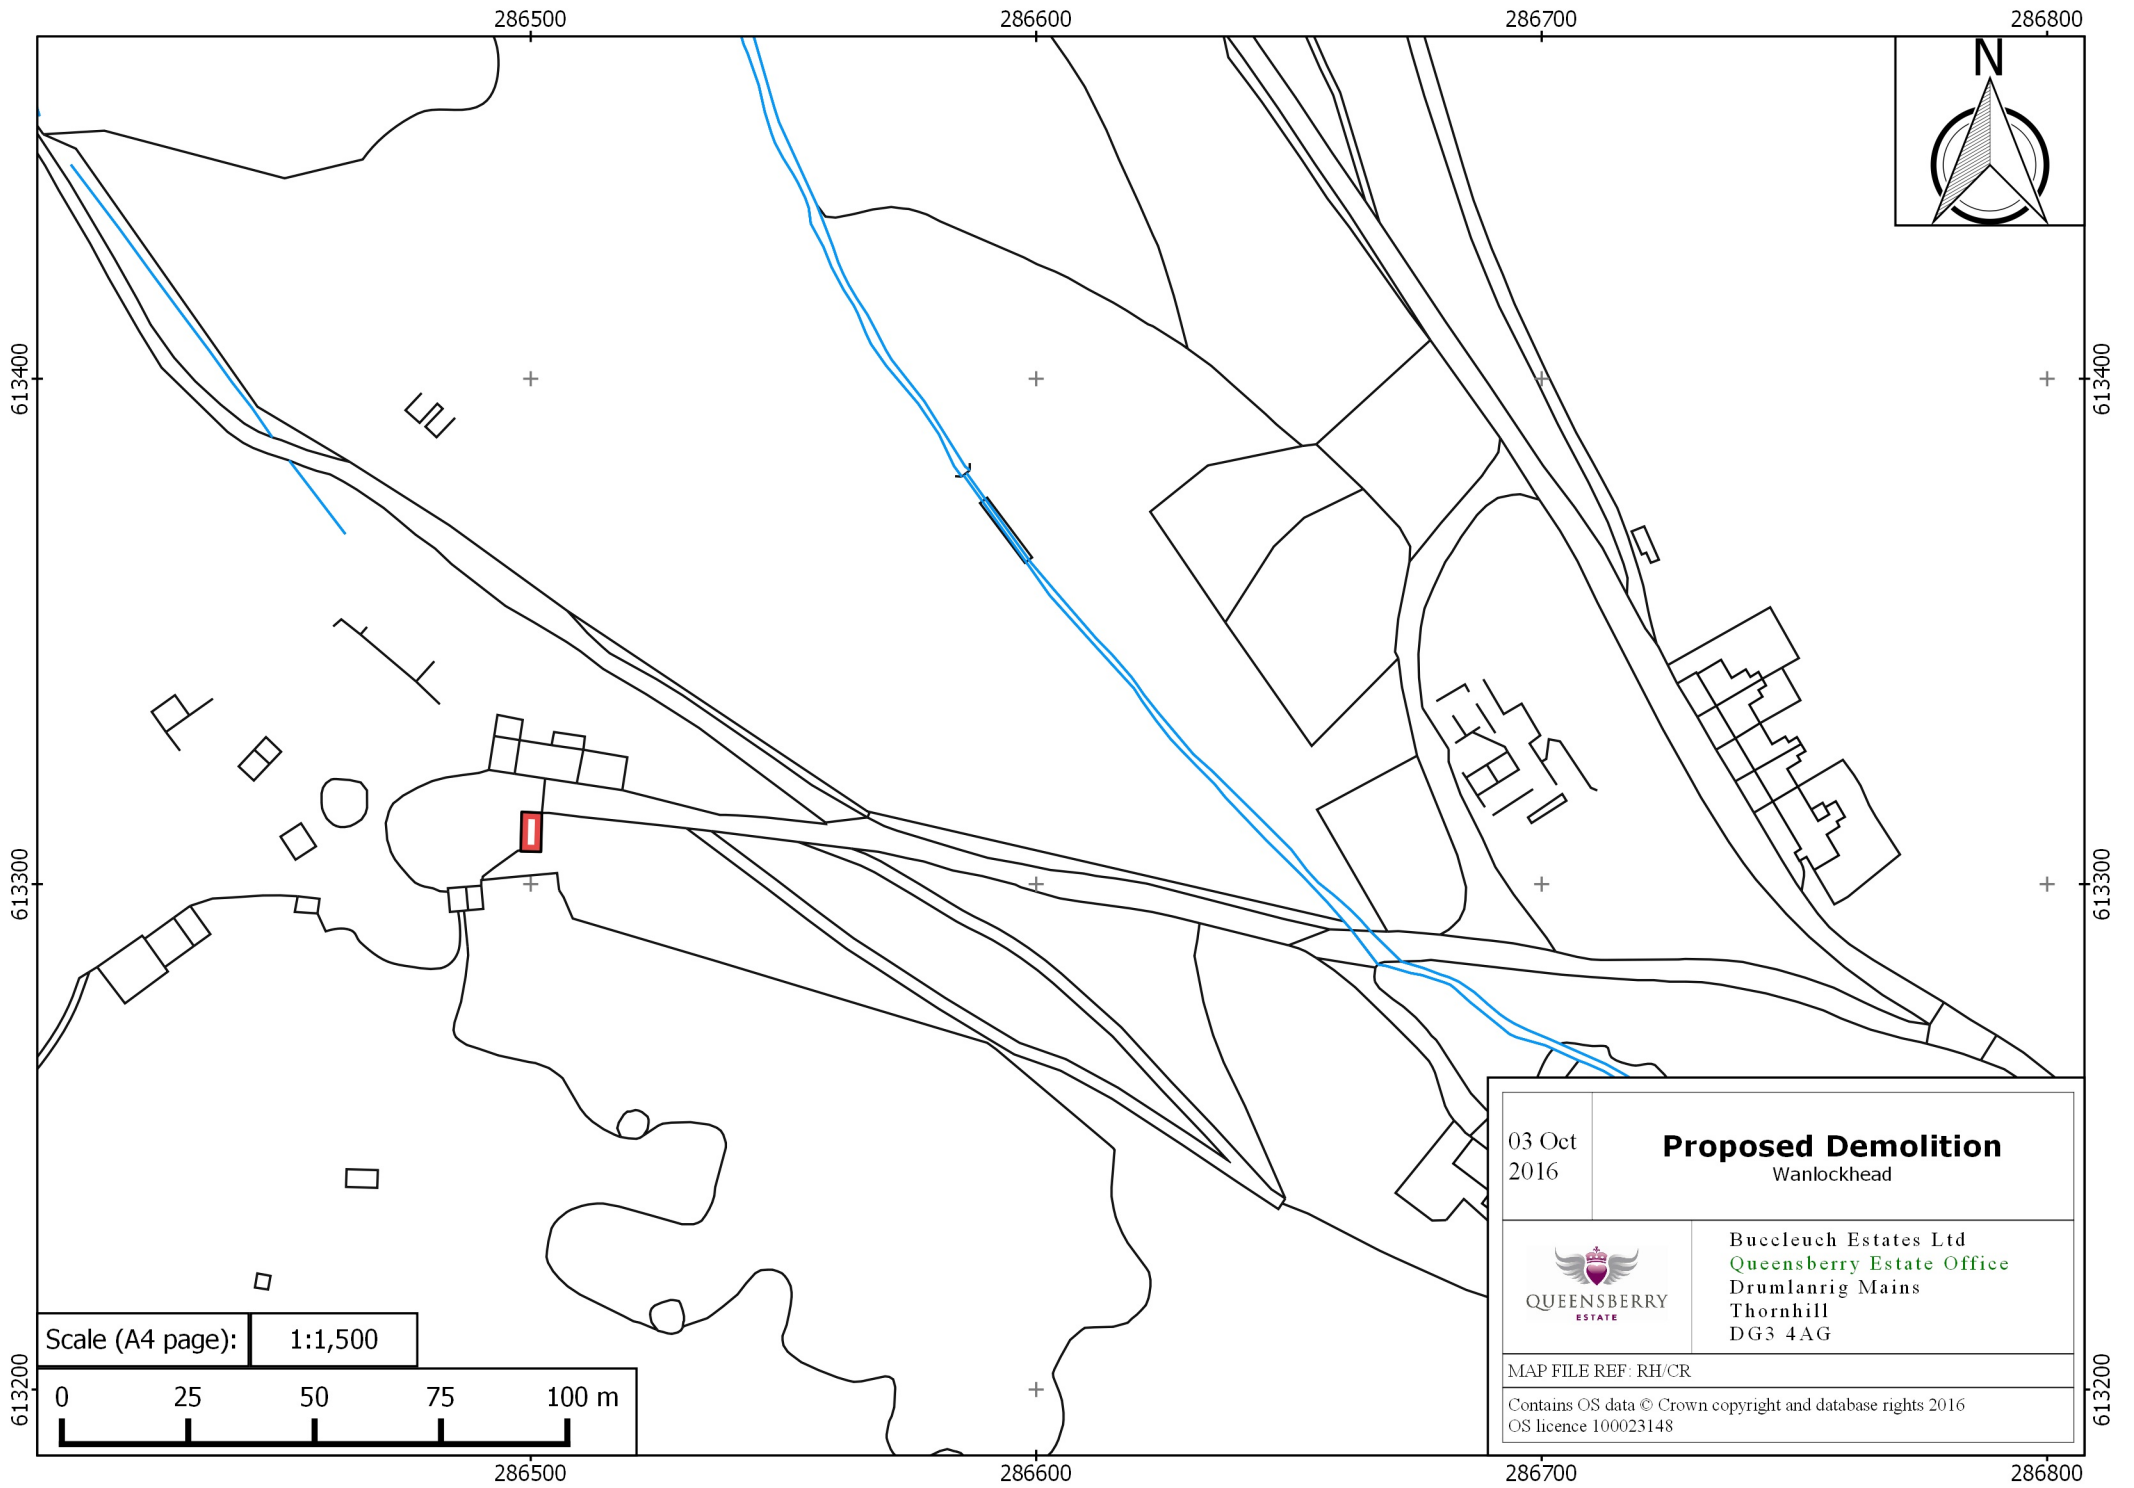 286500
286600
286700
286800
N
613400
613400
613300
613300
613200
613200
03 Oct
2016
Proposed Demolition
Wanlockhead
QUEENSBERRY
ESTATE
Buccleuch Estates Ltd
Queensberry Estate Office
Drumlanrig Mains
Thornhill
DG3 4AG
MAP FILE REF: RH/CR
Contains OS data © Crown copyright and database rights 2016
OS licence 100023148
Scale (A4 page):
1:1,500
0 25 50 75 100 m
286500
286600
286700
286800